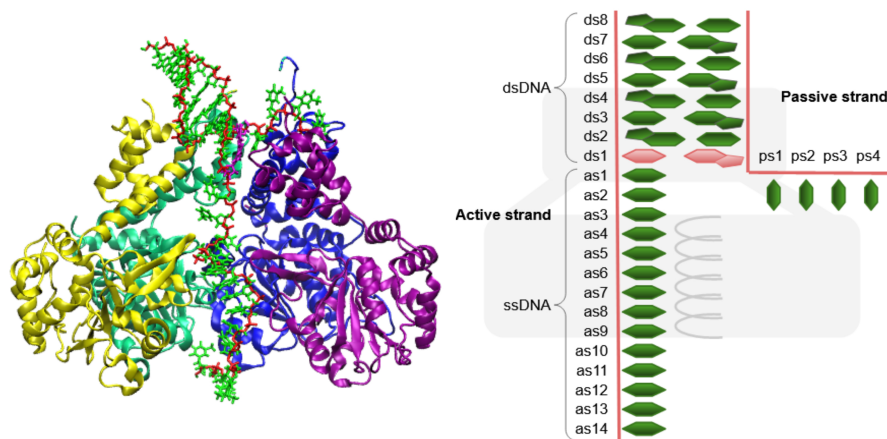 ds8
ds7
ds6
ds5
dsDNA
ds4
Passive strand
ds3
ds2
ds1
ps1 ps2 ps3 ps4
as1
as2
Active strand
as3
as4
as5
as6
as7
ssDNA
as8
as9
as10
as11
as12
as13
as14